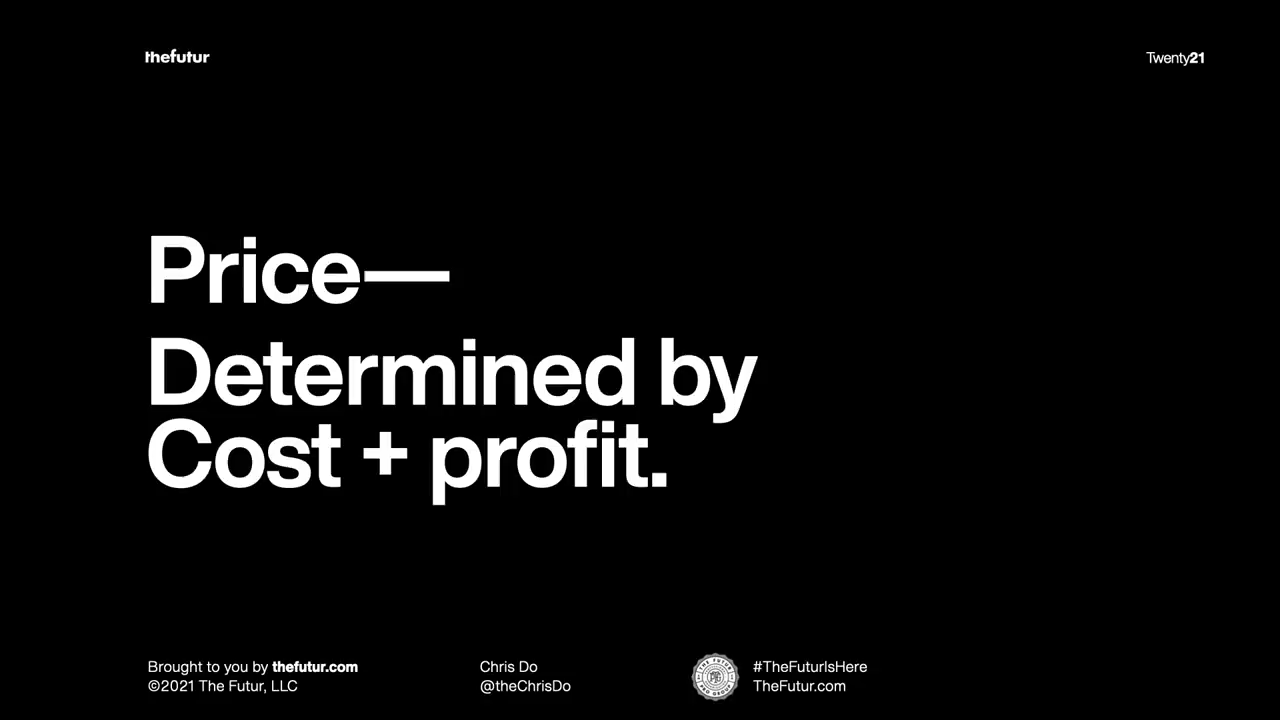 thefutur
Twenty21
Price—
Determined by
Cost + profit.
Brought to you by thefutur.com
©2021 The Futur, LLC
Chris Do
@theChrisDo
#TheFuturIsHere
TheFutur.com